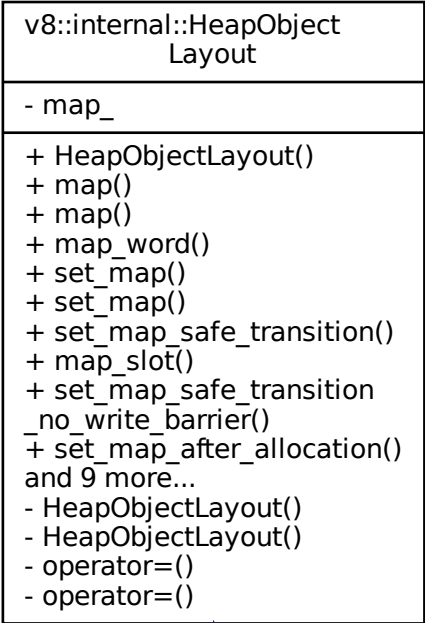 v8::internal::HeapObject
Layout
- map_
+ HeapObjectLayout()
+ map()
+ map()
+ map_word()
+ set_map()
+ set_map()
+ set_map_safe_transition()
+ map_slot()
+ set_map_safe_transition
_no_write_barrier()
+ set_map_after_allocation()
and 9 more...
- HeapObjectLayout()
- HeapObjectLayout()
- operator=()
- operator=()